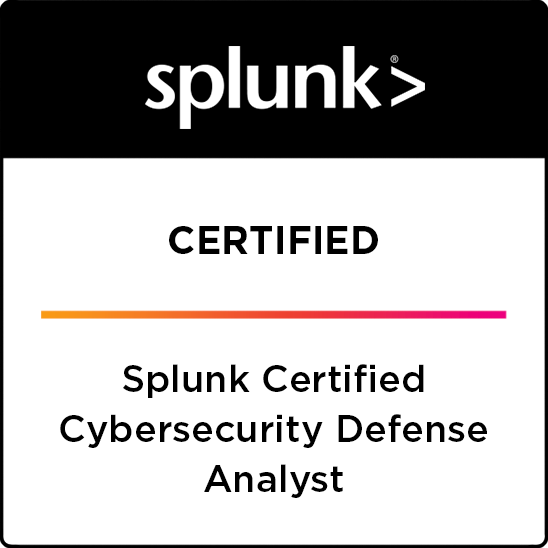 splunk>®
CERTIFIED
Splunk Certified
Cybersecurity Defense
Analyst